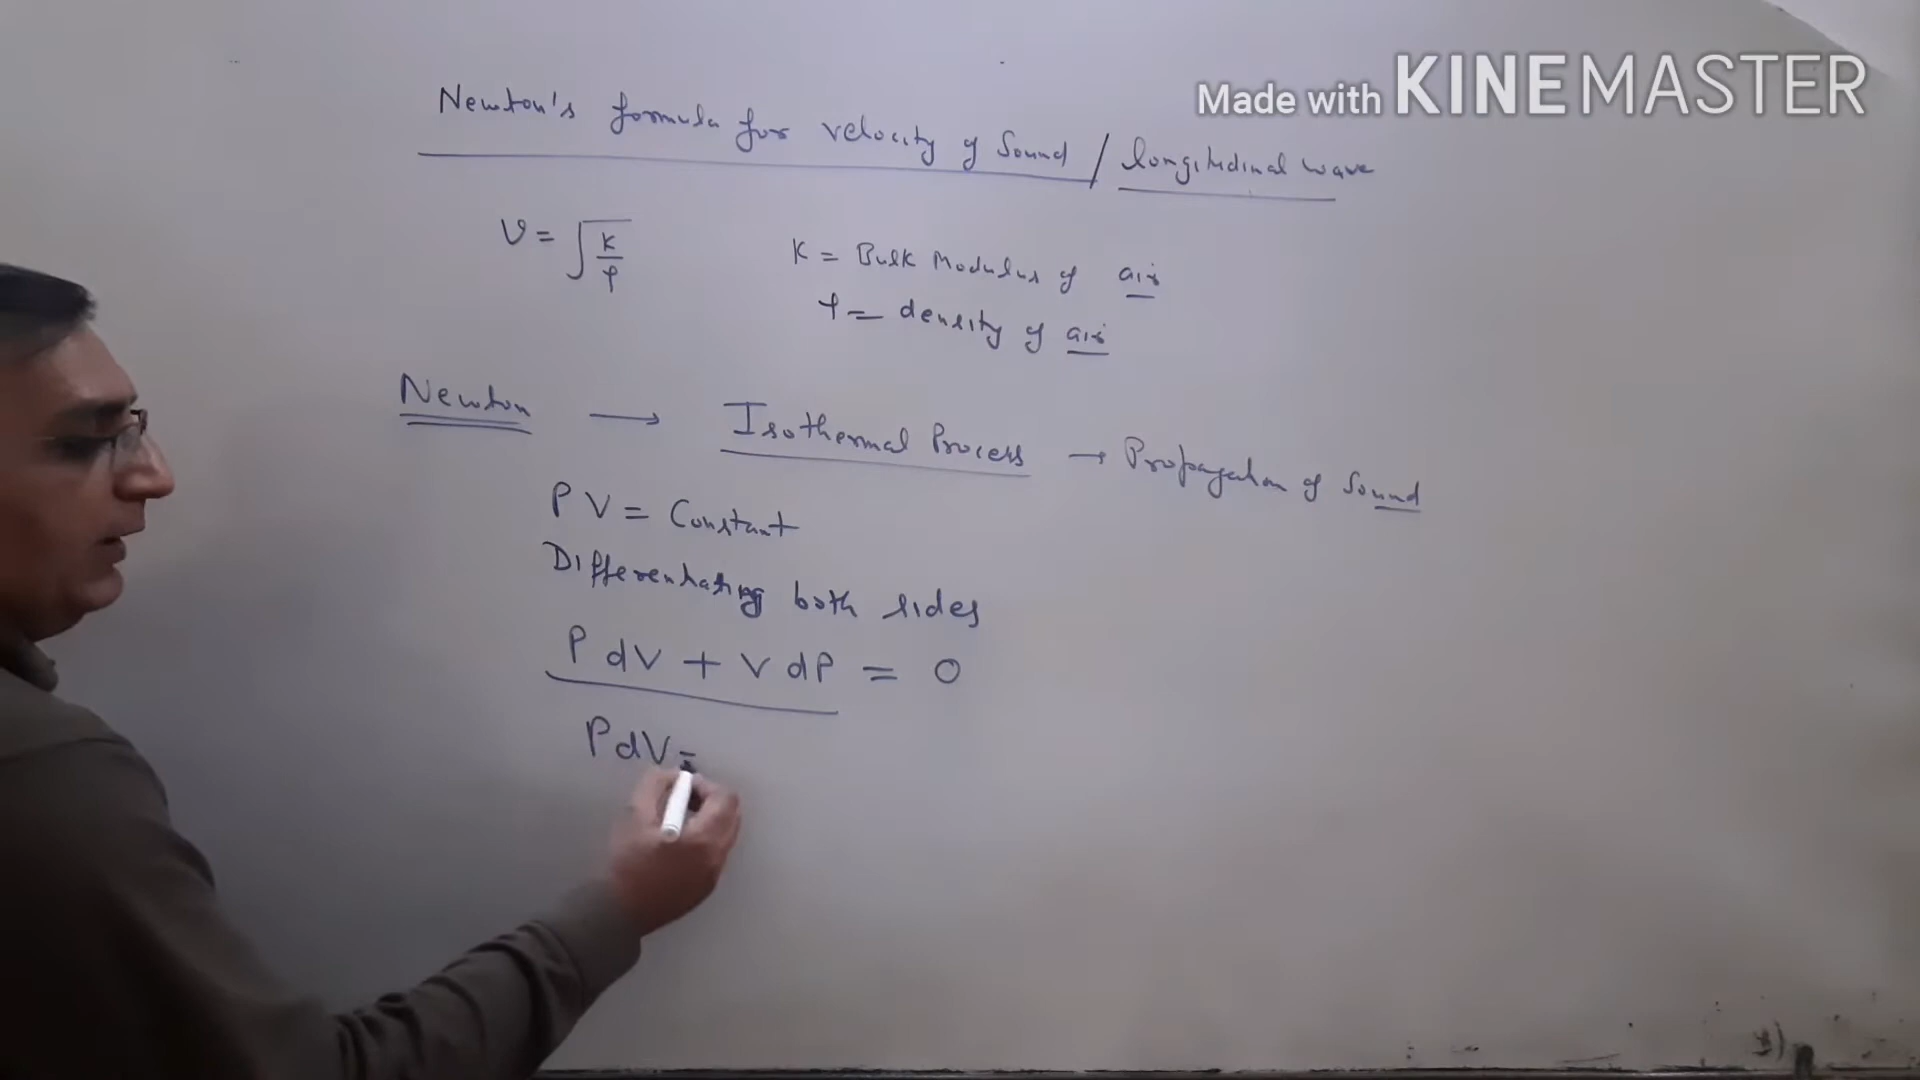 Made with KINEMASTER
Newton's formula for velocity of Sound / longitudinal wave
v = √K/ρ
K = Bulk Modulus of air
ρ = density of air
Newton → Isothermal Process → Propagation of Sound
PV = Constant
Differentiating both sides
PdV + VdP = 0
PdV =